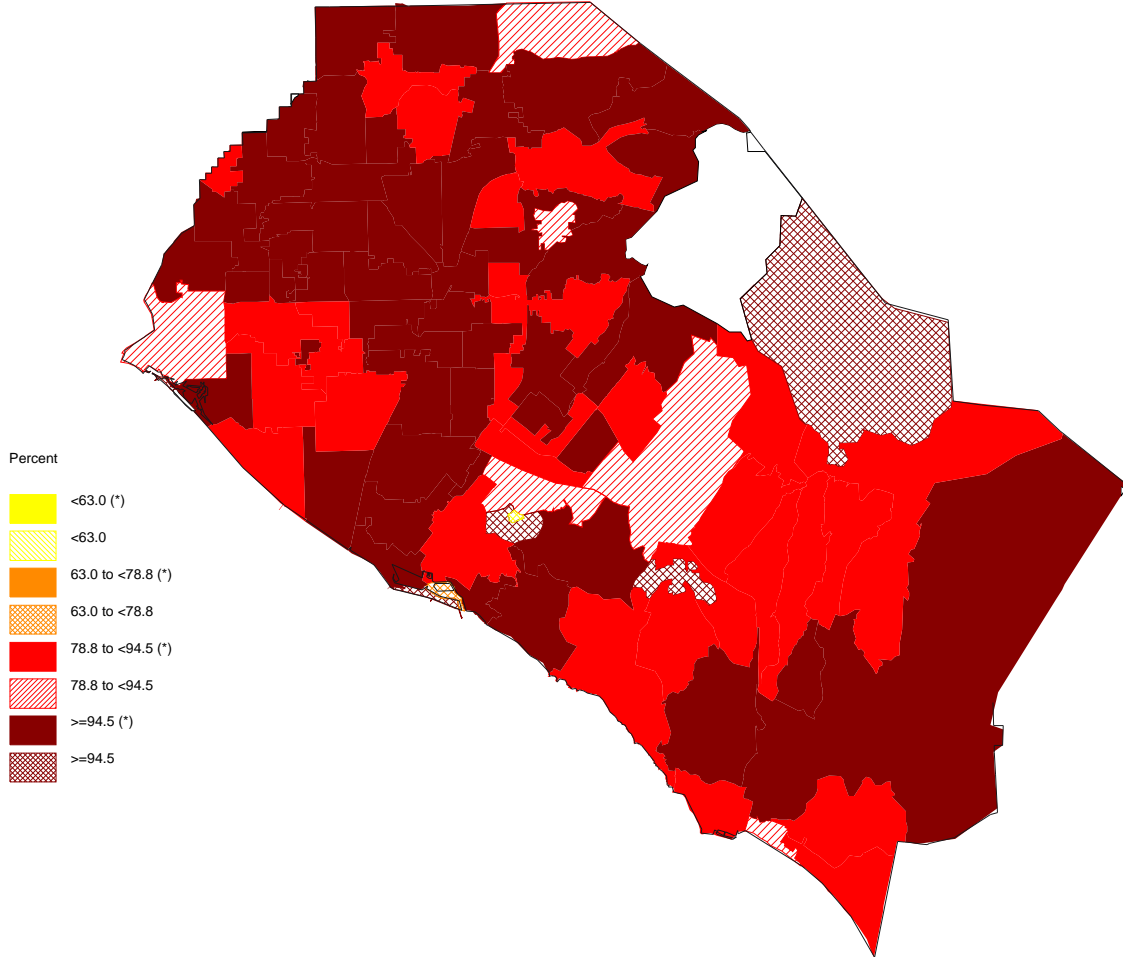 Percent
<63.0 (*)
<63.0
63.0 to <78.8 (*)
63.0 to <78.8
78.8 to <94.5 (*)
78.8 to <94.5
>=94.5 (*)
>=94.5